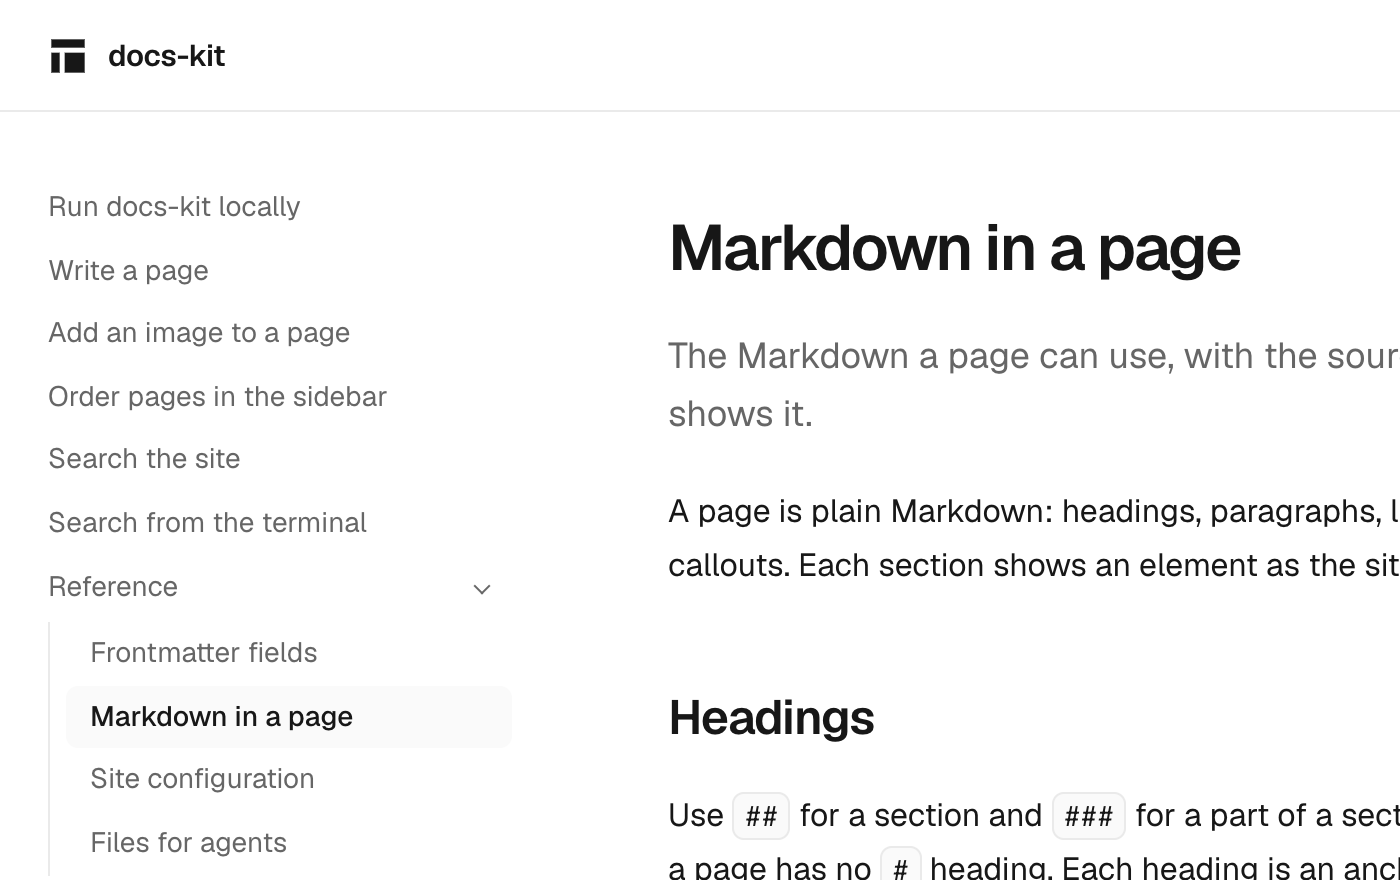 docs-kit
Run docs-kit locally
Write a page
Add an image to a page
Order pages in the sidebar
Search the site
Search from the terminal
Reference
Frontmatter fields
Markdown in a page
Site configuration
Files for agents
Markdown in a page
The Markdown a page can use, with the sour
shows it.
A page is plain Markdown: headings, paragraphs, l
callouts. Each section shows an element as the sit
Headings
Use ## for a section and ### for a part of a sect
a page has no # heading. Each heading is an anc